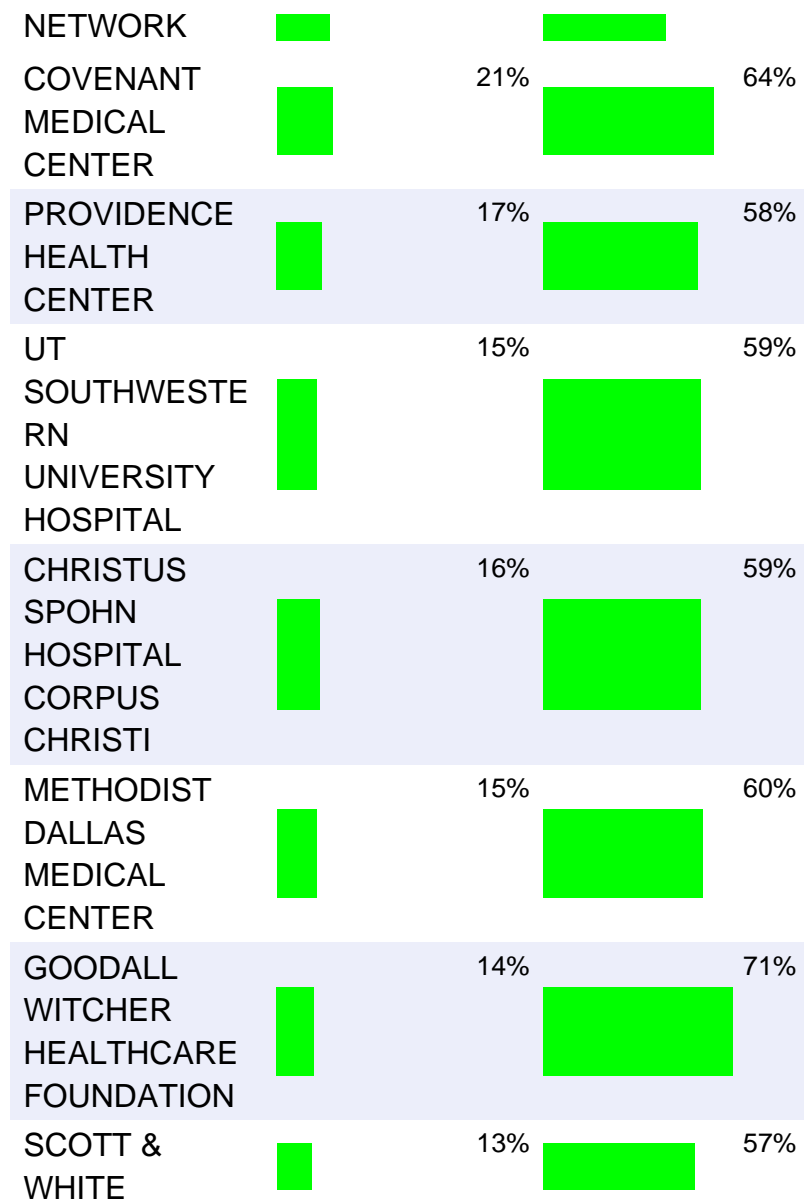 NETWORK
COVENANT 21% 64%
MEDICAL
CENTER
PROVIDENCE 17% 58%
HEALTH
CENTER
UT 15% 59%
SOUTHWESTE
RN
UNIVERSITY
HOSPITAL
CHRISTUS 16% 59%
SPOHN
HOSPITAL
CORPUS
CHRISTI
METHODIST 15% 60%
DALLAS
MEDICAL
CENTER
GOODALL 14% 71%
WITCHER
HEALTHCARE
FOUNDATION
SCOTT & 13% 57%
WHITE